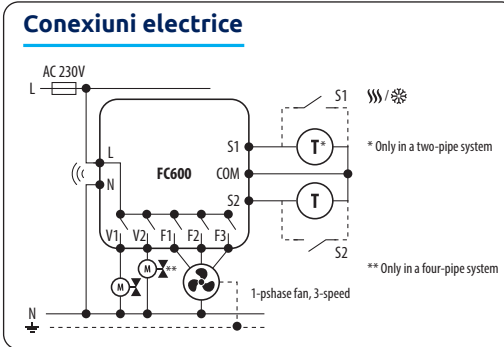 Conexiuni electrice
AC 230V
L
S1
L
N
FC600
S1
COM
S2
T*
* Only in a two-pipe system
T
V1 V2 F1 F2 F3
S2
M
**
M
** Only in a four-pipe system
1-pshase fan, 3-speed
N